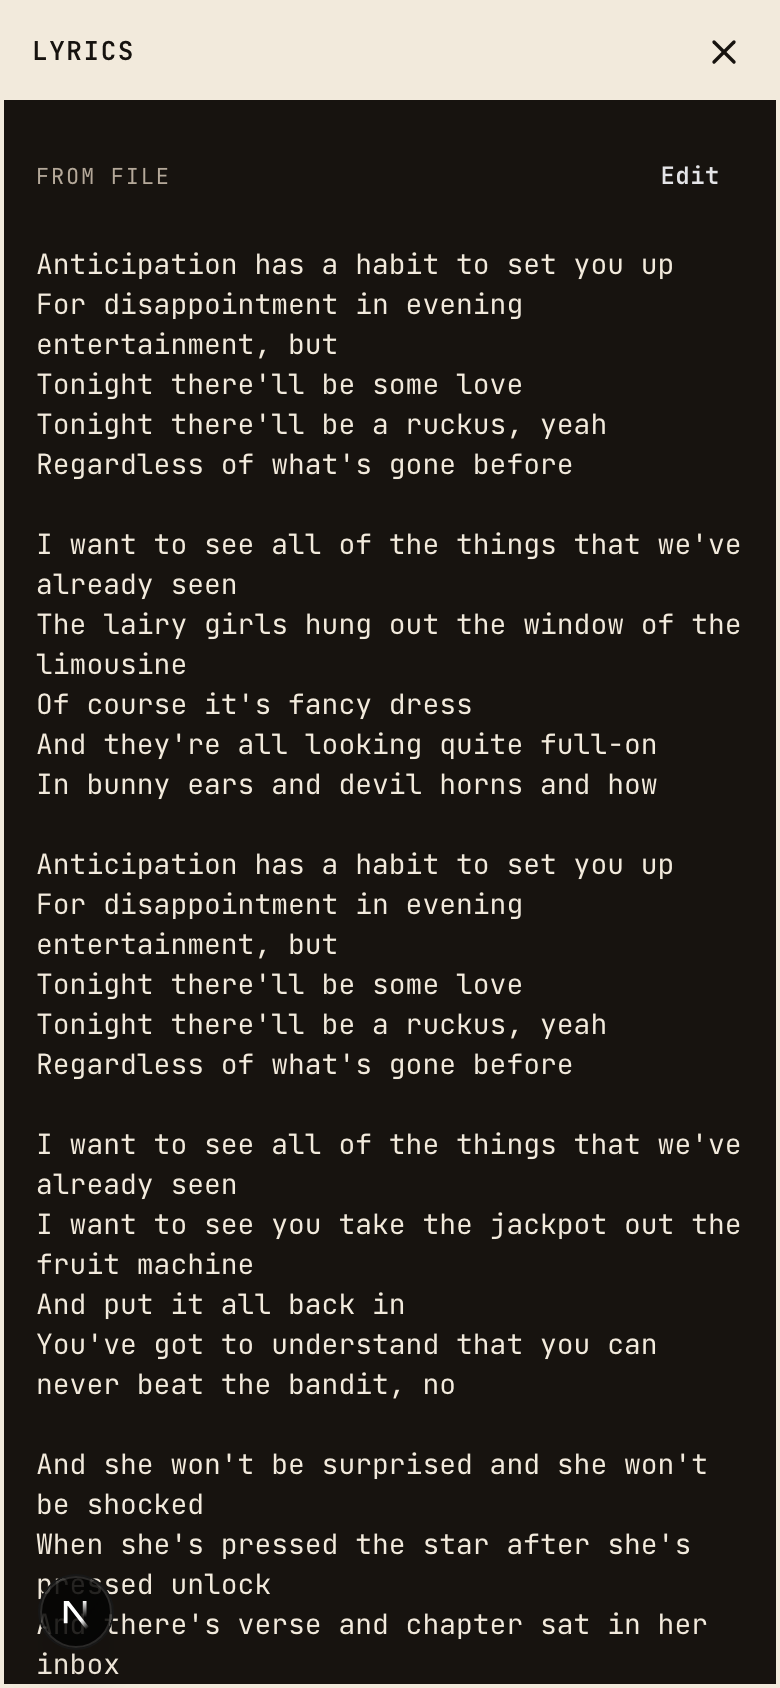 LYRICS
FROM FILE
Edit
Anticipation has a habit to set you up
For disappointment in evening
entertainment, but
Tonight there'll be some love
Tonight there'll be a ruckus, yeah
Regardless of what's gone before
I want to see all of the things that we've
already seen
The lairy girls hung out the window of the
limousine
Of course it's fancy dress
And they're all looking quite full-on
In bunny ears and devil horns and how
Anticipation has a habit to set you up
For disappointment in evening
entertainment, but
Tonight there'll be some love
Tonight there'll be a ruckus, yeah
Regardless of what's gone before
I want to see all of the things that we've
already seen
I want to see you take the jackpot out the
fruit machine
And put it all back in
You've got to understand that you can
never beat the bandit, no
And she won't be surprised and she won't
be shocked
When she's pressed the star after she's
pressed unlock
And there's verse and chapter sat in her
inbox
N